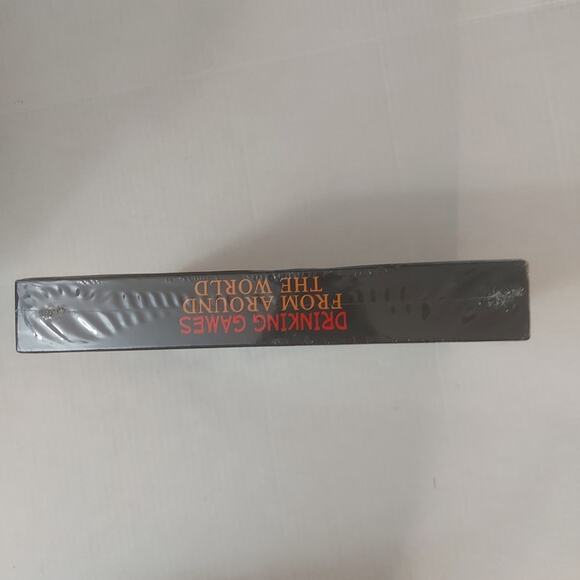 DRINKING GAMES
FROM AROUND
THE WORLD